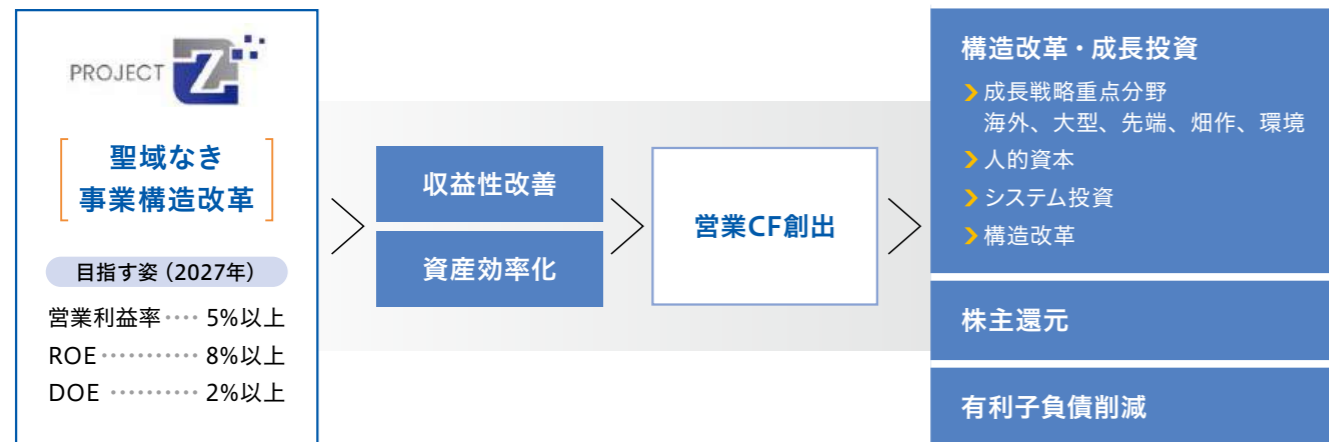 PROJECT Z
聖域なき
事業構造改革
目指す姿（2027年）
営業利益率‥‥ 5%以上
ROE ‥‥‥‥‥ 8%以上
DOE ‥‥‥‥‥ 2%以上
収益性改善
資産効率化
営業CF創出
構造改革・成長投資
成長戦略重点分野
海外、大型、先端、畑作、環境
人的資本
システム投資
構造改革
株主還元
有利子負債削減